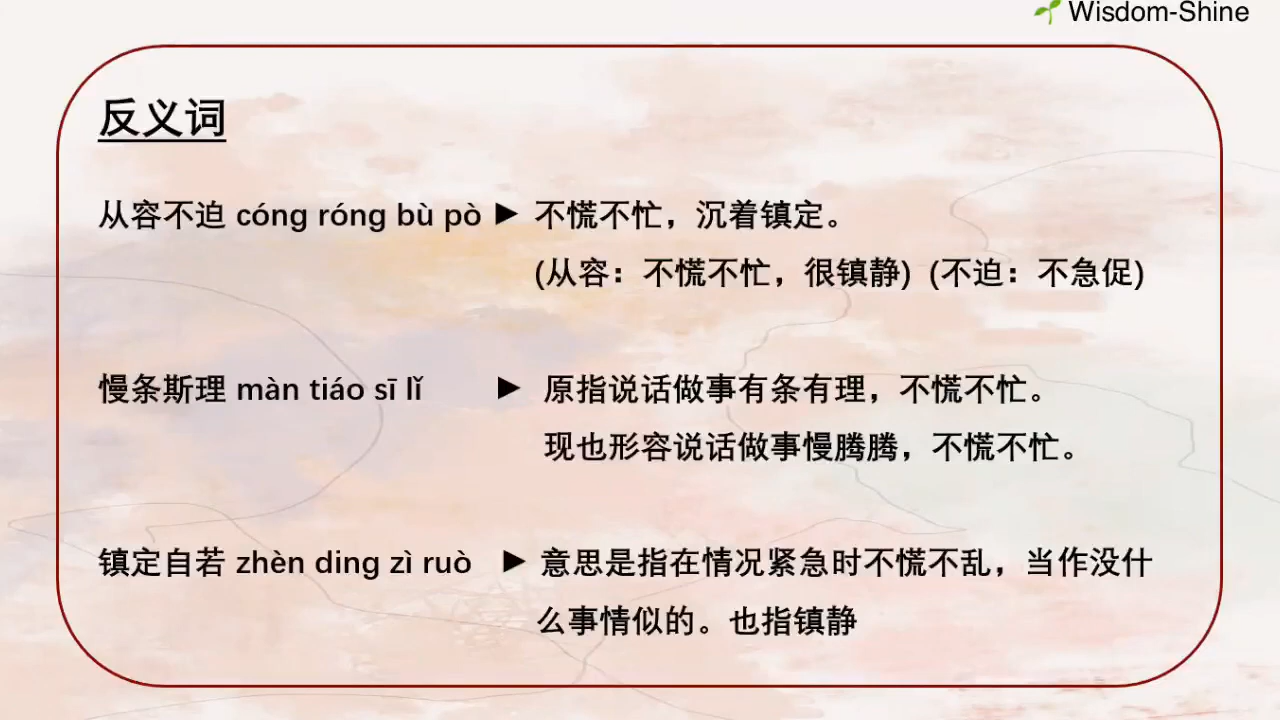 Wisdom-Shine
反义词
从容不迫 cóng róng bù pò ► 不慌不忙，沉着镇定。
(从容：不慌不忙，很镇静) (不迫：不急促)
慢条斯理 màn tiáo sī lǐ ► 原指说话做事有条有理，不慌不忙。
现也形容说话做事慢腾腾，不慌不忙。
镇定自若 zhèn ding zì ruò ► 意思是指在情况紧急时不慌不乱，当作没什
么事情似的。也指镇静